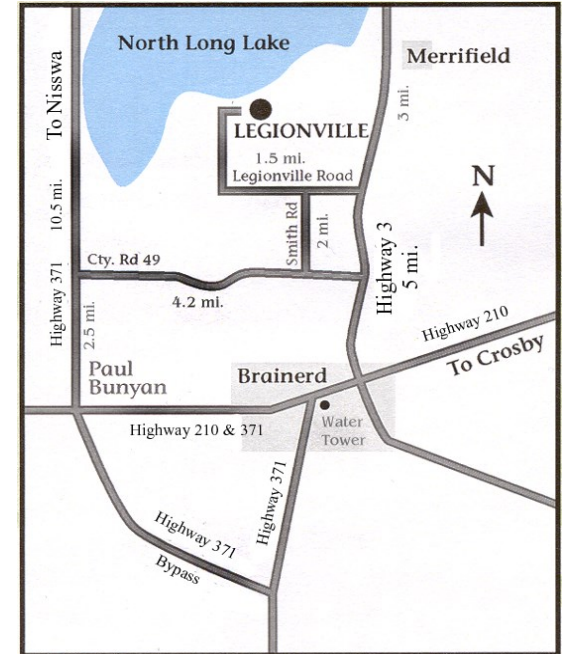 North Long Lake
Merrifield
To Nisswa
3 mi.
LEGIONVILLE
1.5 mi.
Legionville Road
N
10.5 mi.
Smith Rd
2 mi.
Highway 3
5 mi.
Cty. Rd 49
4.2 mi.
Highway 371
2.5 mi.
Highway 210
To Crosby
Paul
Bunyan
Brainerd
Water
Tower
Highway 210 & 371
Highway 371
Highway 371
Bypass